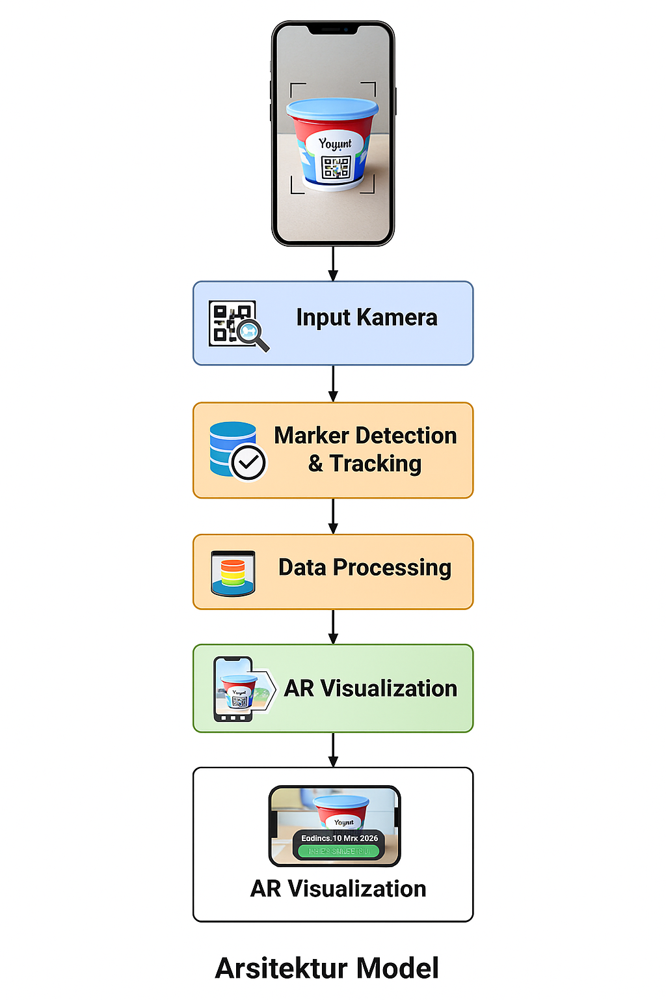 Yoyunt
Input Kamera
Marker Detection
& Tracking
Data Processing
AR Visualization
Yoyunt
Eadincs.10 Mrx 2026
AR Visualization
Arsitektur Model